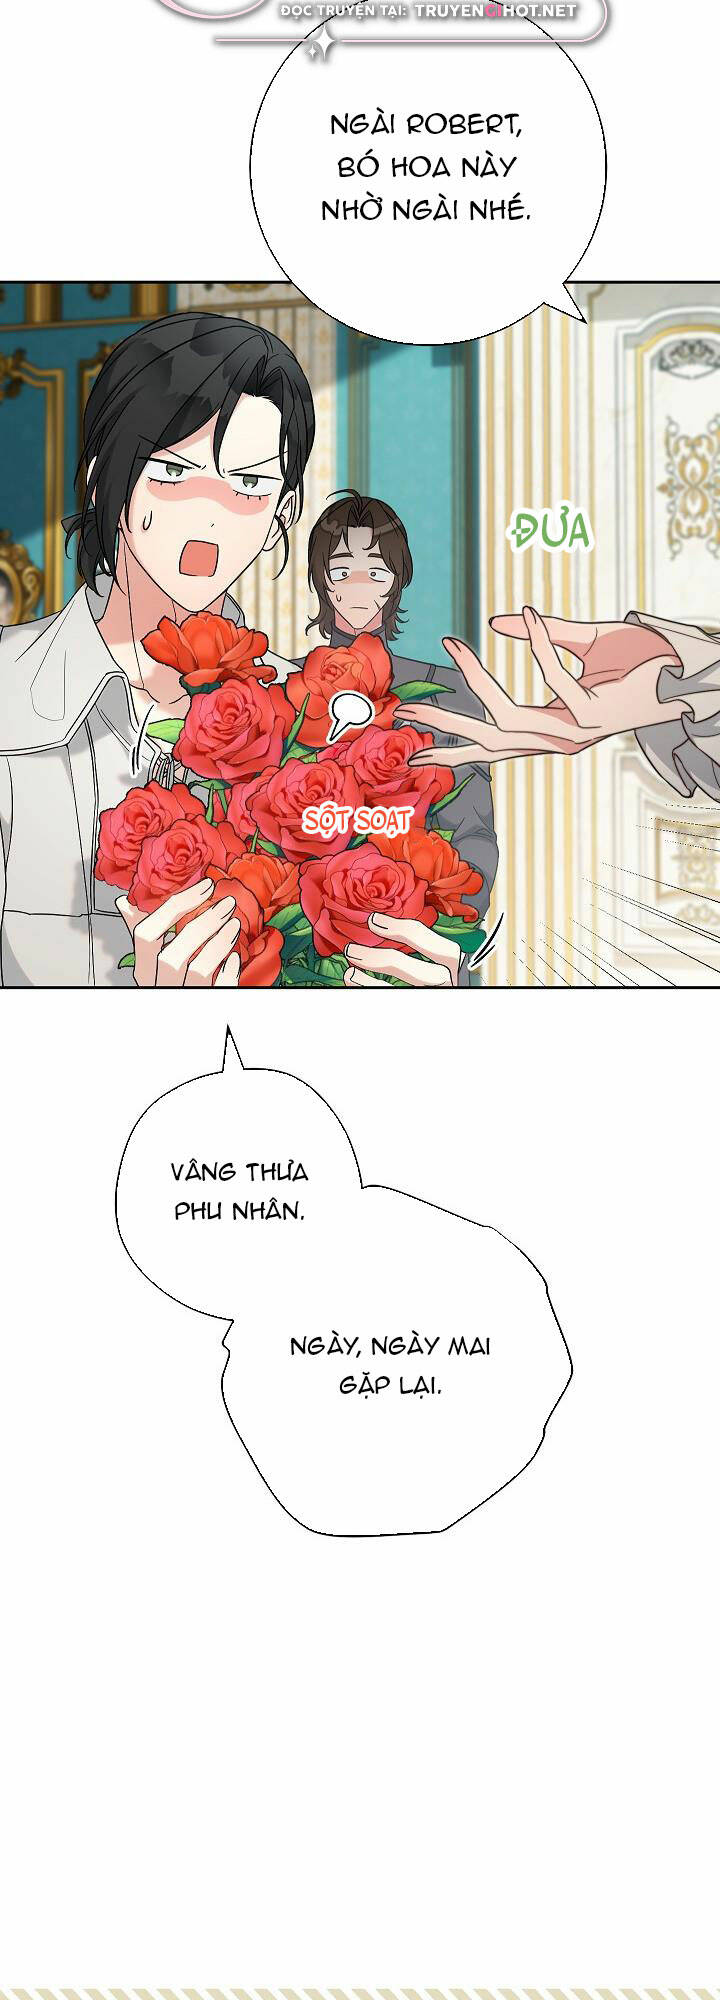 ĐỌC TRUYỆN TẠI: TRUYENCIHOT.NET
NGÀI ROBERT,
BÓ HOA NÀY
NHỜ NGÀI NHÉ.
ĐƯA
SỘT SOẠT
VÂNG THƯA
PHU NHÂN.
NGÀY, NGÀY MAI
GẶP LẠI.